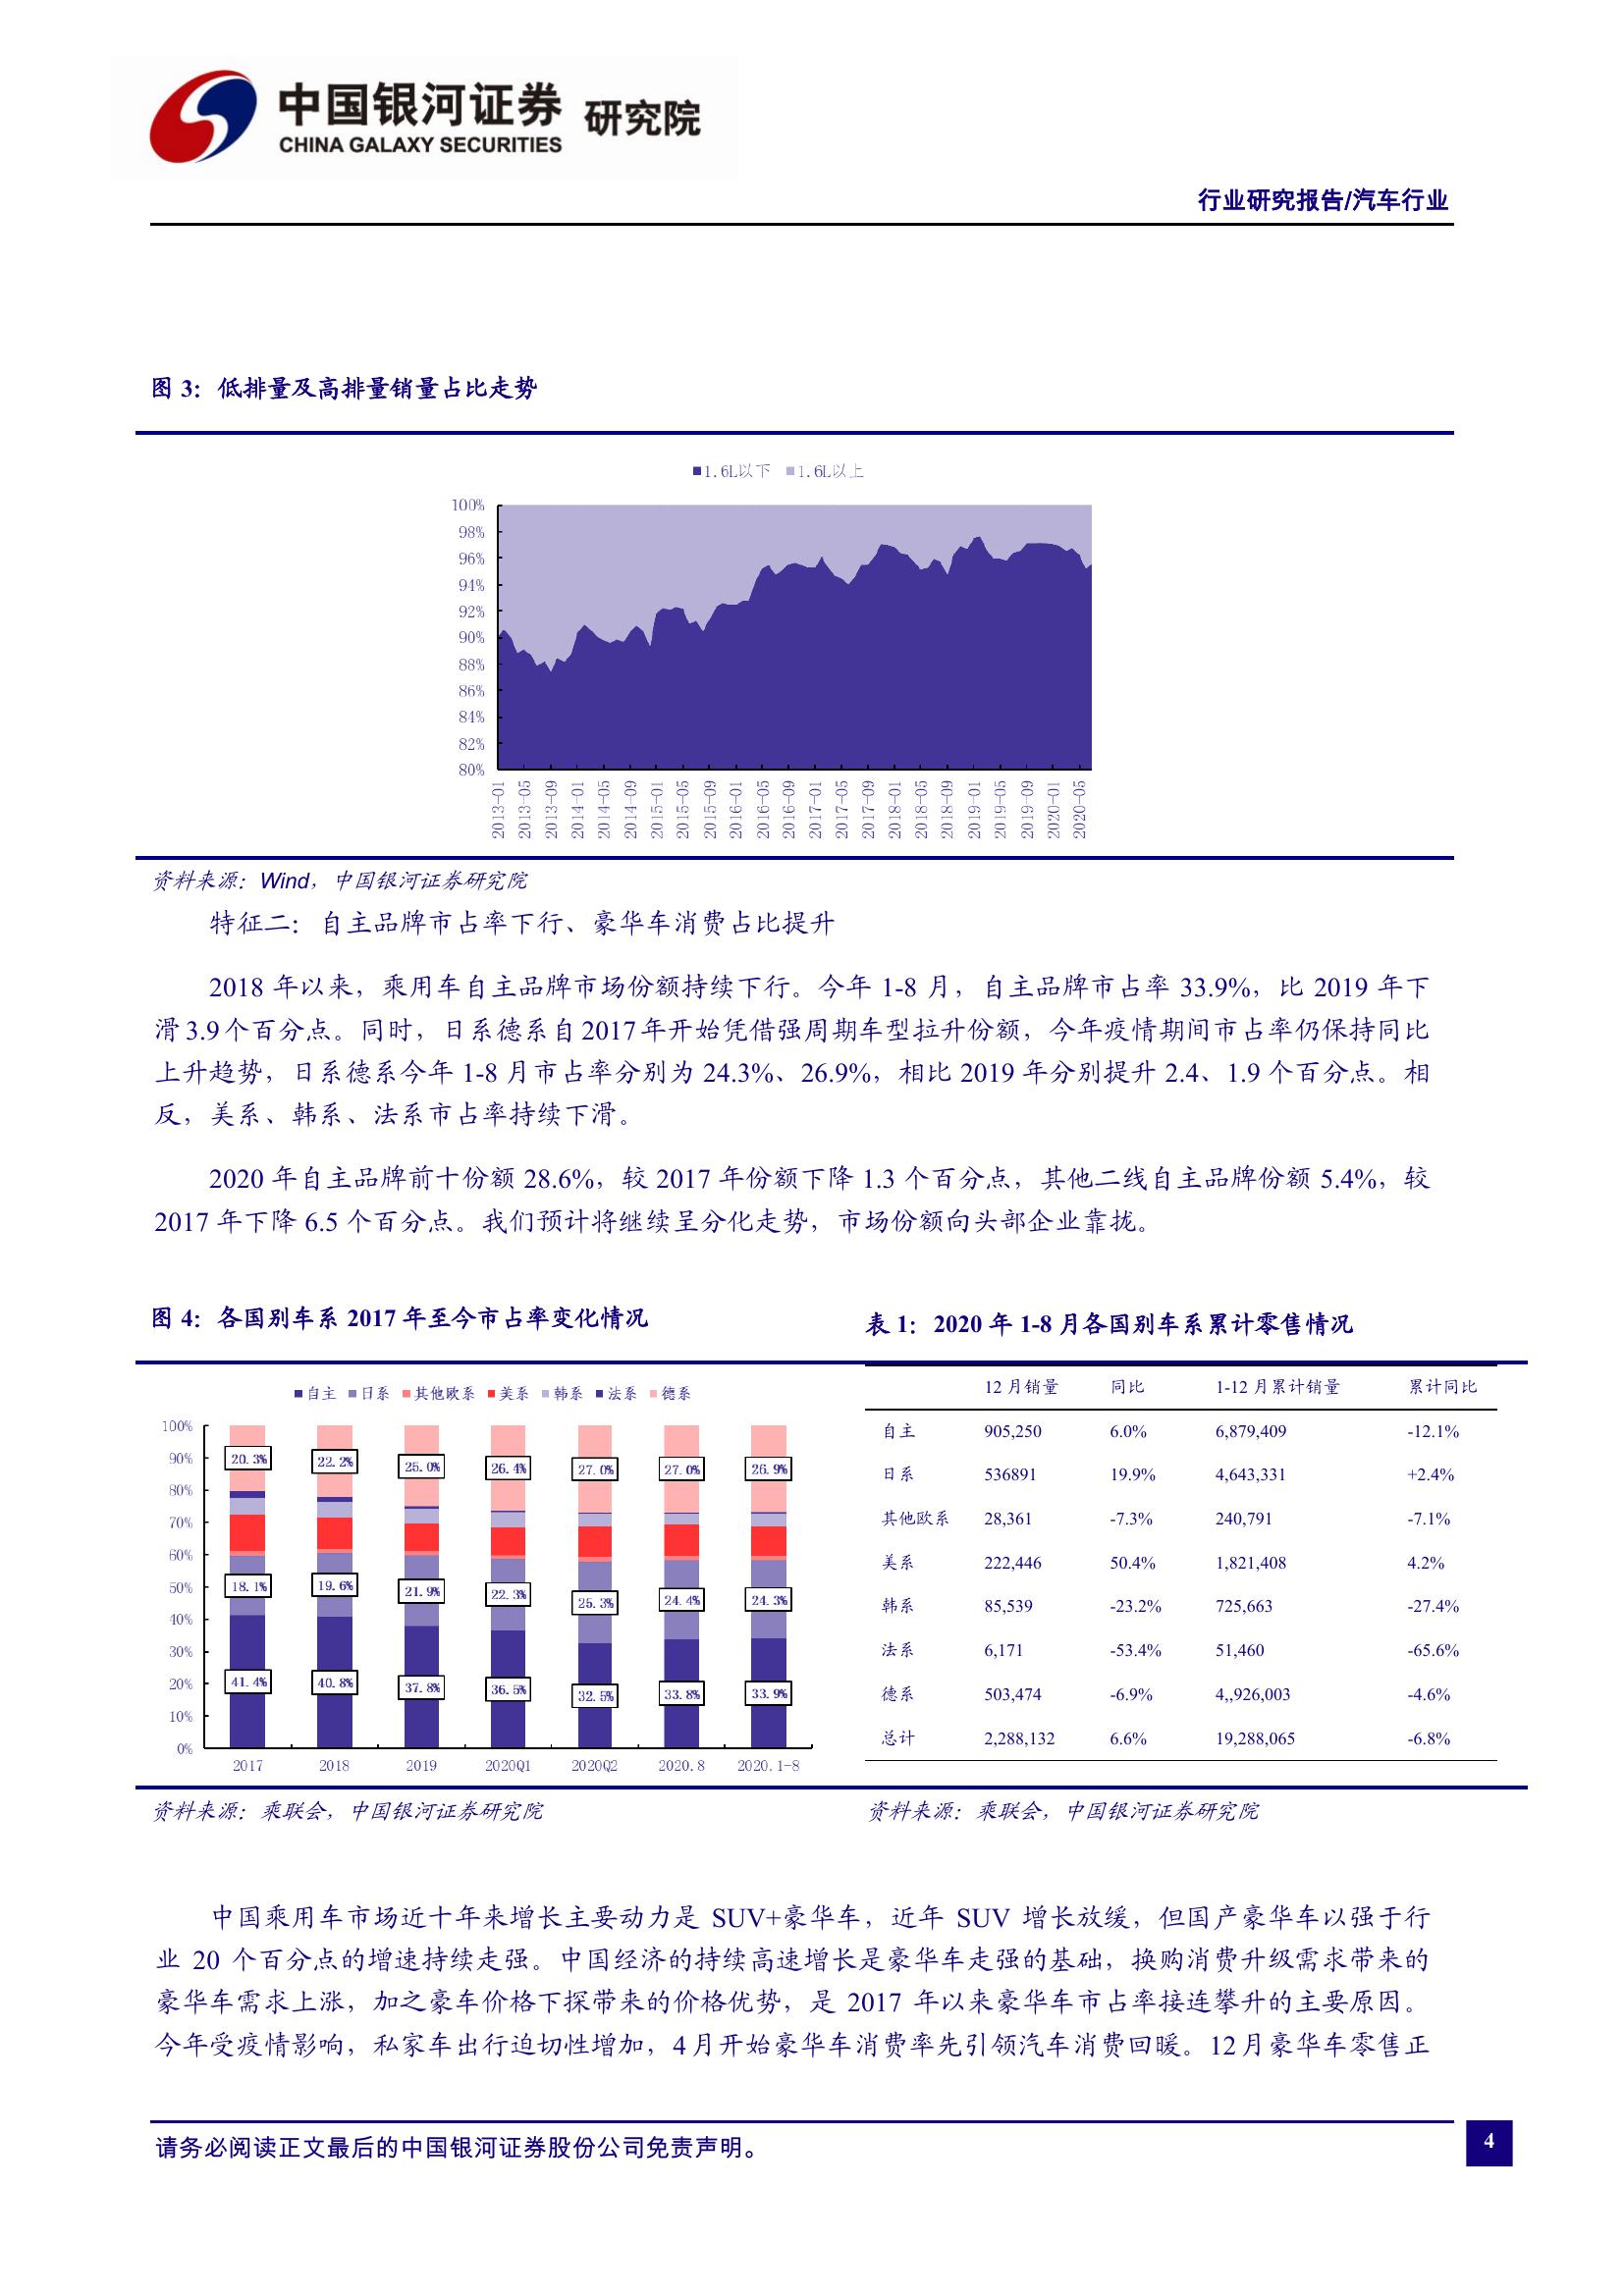 中国银河证券 研究院
CHINA GALAXY SECURITIES
行业研究报告/汽车行业
图 3：低排量及高排量销量占比走势
1.6L以下 1.6L以上
100%
98%
96%
94%
92%
90%
88%
86%
84%
82%
80%
2013-01 2013-05 2013-09 2014-01 2014-05 2014-09 2015-01 2015-05 2015-09 2016-01 2016-05 2016-09 2017-01 2017-05 2017-09 2018-01 2018-05 2018-09 2019-01 2019-05 2019-09 2020-01 2020-05
资料来源：Wind，中国银河证券研究院
特征二：自主品牌市占率下行、豪华车消费占比提升
2018 年以来，乘用车自主品牌市场份额持续下行。今年 1-8 月，自主品牌市占率 33.9%，比 2019 年下
滑 3.9 个百分点。同时，日系德系自 2017 年开始凭借强周期车型拉升份额，今年疫情期间市占率仍保持同比
上升趋势，日系德系今年 1-8 月市占率分别为 24.3%、26.9%，相比 2019 年分别提升 2.4、1.9 个百分点。相
反，美系、韩系、法系市占率持续下滑。
2020 年自主品牌前十份额 28.6%，较 2017 年份额下降 1.3 个百分点，其他二线自主品牌份额 5.4%，较
2017 年下降 6.5 个百分点。我们预计将继续呈分化走势，市场份额向头部企业靠拢。
图 4：各国别车系 2017 年至今市占率变化情况
自主 日系 其他欧系 美系 韩系 法系 德系
100%
90%
80%
70%
60%
50%
40%
30%
20%
10%
0%
20.3% 22.2% 25.0% 26.4% 27.0% 27.0% 26.9%
18.1% 19.6% 21.9% 22.3% 25.3% 24.4% 24.3%
41.4% 40.8% 37.8% 36.5% 32.5% 33.8% 33.9%
2017 2018 2019 2020Q1 2020Q2 2020.8 2020.1-8
资料来源：乘联会，中国银河证券研究院
表 1：2020 年 1-8 月各国别车系累计零售情况
12 月销量 同比 1-12 月累计销量 累计同比
自主 905,250 6.0% 6,879,409 -12.1%
日系 536891 19.9% 4,643,331 +2.4%
其他欧系 28,361 -7.3% 240,791 -7.1%
美系 222,446 50.4% 1,821,408 4.2%
韩系 85,539 -23.2% 725,663 -27.4%
法系 6,171 -53.4% 51,460 -65.6%
德系 503,474 -6.9% 4,,926,003 -4.6%
总计 2,288,132 6.6% 19,288,065 -6.8%
资料来源：乘联会，中国银河证券研究院
中国乘用车市场近十年来增长主要动力是 SUV+豪华车，近年 SUV 增长放缓，但国产豪华车以强于行
业 20 个百分点的增速持续走强。中国经济的持续高速增长是豪华车走强的基础，换购消费升级需求带来的
豪华车需求上涨，加之豪车价格下探带来的价格优势，是 2017 年以来豪华车市占率接连攀升的主要原因。
今年受疫情影响，私家车出行迫切性增加，4 月开始豪华车消费率先引领汽车消费回暖。12 月豪华车零售正
请务必阅读正文最后的中国银河证券股份公司免责声明。
4